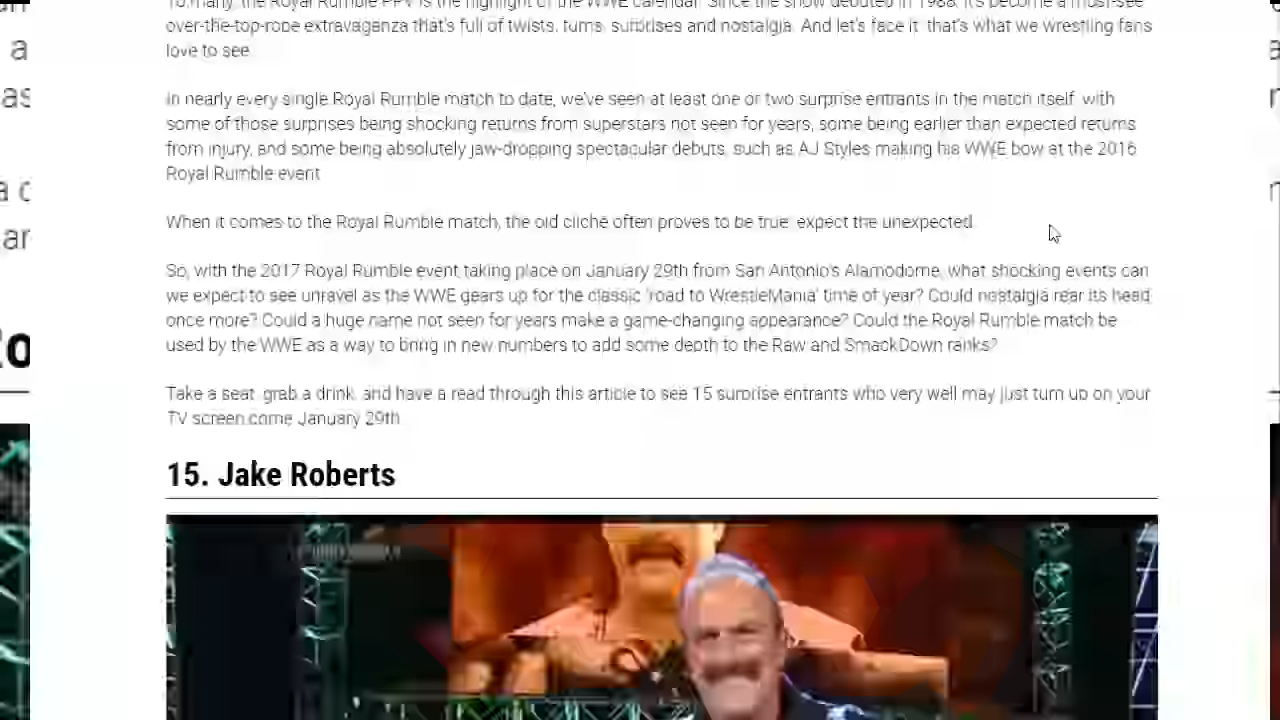 To many, the Royal Rumble PPV is the highlight of the WWE calendar. Since the show debuted in 1988, it's become a must-see
over-the-top-rope extravaganza that's full of twists, turns, surprises and nostalgia. And let's face it, that's what we wrestling fans
love to see.
In nearly every single Royal Rumble match to date, we've seen at least one or two surprise entrants in the match itself, with
some of those surprises being shocking returns from superstars not seen for years, some being earlier than expected returns
from injury, and some being absolutely jaw-dropping spectacular debuts, such as AJ Styles making his WWE bow at the 2016
Royal Rumble event.
When it comes to the Royal Rumble match, the old cliché often proves to be true: expect the unexpected.
So, with the 2017 Royal Rumble event taking place on January 29th from San Antonio's Alamodome, what shocking events can
we expect to see unravel as the WWE gears up for the classic 'road to WrestleMania' time of year? Could nostalgia rear its head
once more? Could a huge name not seen for years make a game-changing appearance? Could the Royal Rumble match be
used by the WWE as a way to bring in new numbers to add some depth to the Raw and SmackDown ranks?
Take a seat, grab a drink, and have a read through this article to see 15 surprise entrants who very well may just turn up on your
TV screen come January 29th.
15. Jake Roberts